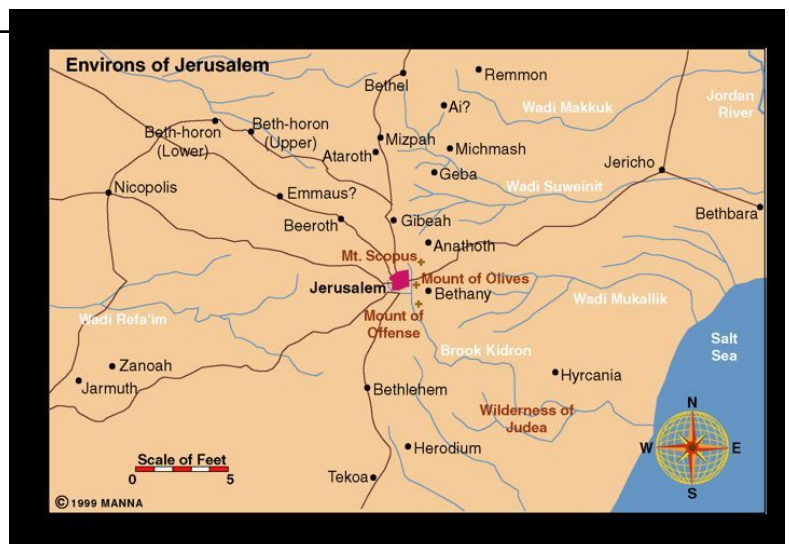 Environs of Jerusalem
Remmon
Bethel
Ai?
Wadi Makkuk
Jordan
River
Beth-horon
(Lower)
Beth-horon
(Upper)
Mizpah
Ataroth
Michmash
Geba
Jericho
Nicopolis
Emmaus?
Wadi Suweinit
Beeroth
Gibeah
Bethbara
Anathoth
Mt. Scopus
Mount of Olives
Jerusalem
Bethany
Wadi Mukallik
Mount of
Offense
Wadi Refa'im
Salt
Sea
Brook Kidron
Zanoah
Jarmuth
Hyrcania
Bethlehem
Wilderness of
Judea
N
W
E
S
Herodium
Scale of Feet
0
5
Tekoa
© 1999 MANNA